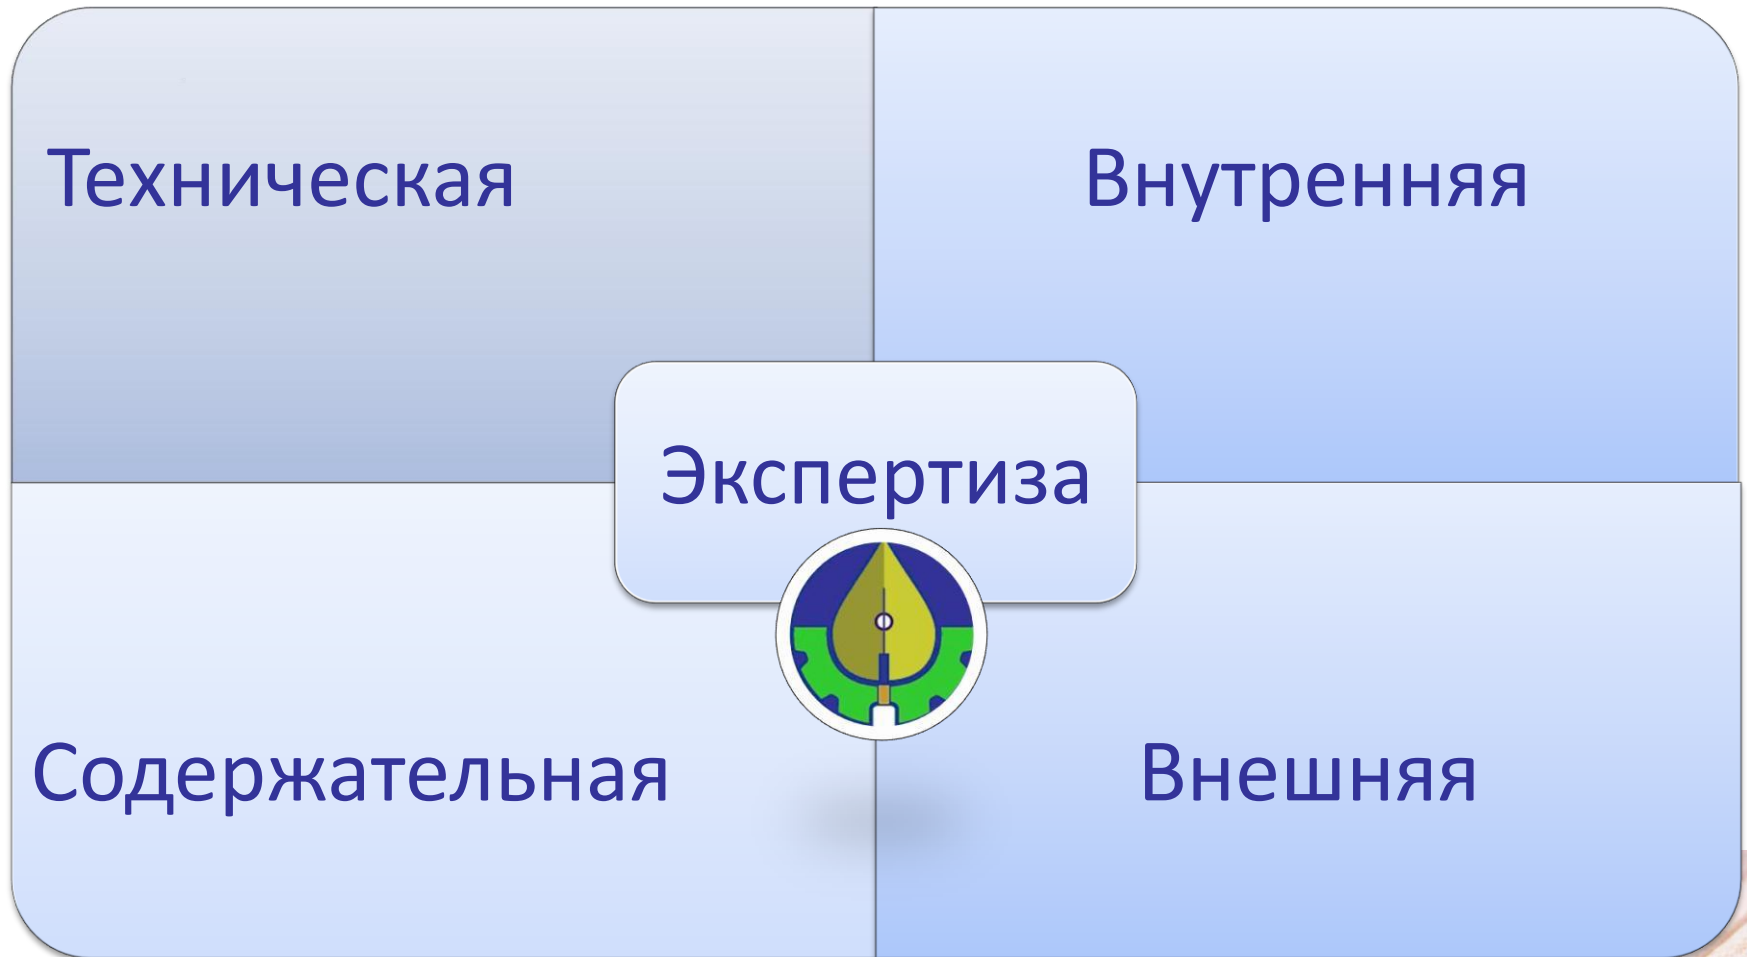 Техническая
Внутренняя
Экспертиза
Содержательная
Внешняя